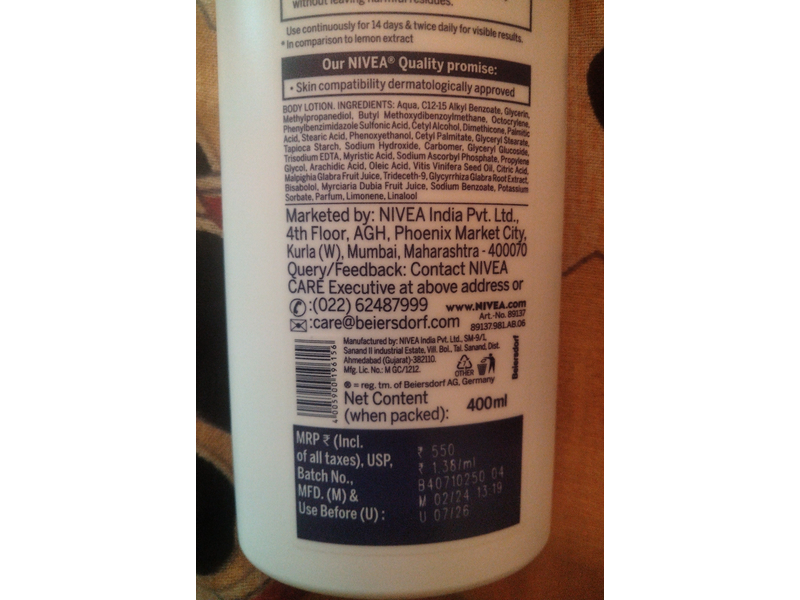 without leaving harmful residues.
Use continuously for 14 days & twice daily for visible results.
* In comparison to lemon extract
Our NIVEA® Quality promise:
• Skin compatibility dermatologically approved
BODY LOTION. INGREDIENTS: Aqua, C12-15 Alkyl Benzoate, Glycerin,
Methylpropanediol, Butyl Methoxydibenzoylmethane, Octocrylene,
Phenylbenzimidazole Sulfonic Acid, Cetyl Alcohol, Dimethicone, Palmitic
Acid, Stearic Acid, Phenoxyethanol, Cetyl Palmitate, Glyceryl Stearate,
Tapioca Starch, Sodium Hydroxide, Carbomer, Glyceryl Glucoside,
Trisodium EDTA, Myristic Acid, Sodium Ascorbyl Phosphate, Propylene
Glycol, Arachidic Acid, Oleic Acid, Vitis Vinifera Seed Oil, Citric Acid,
Malpighia Glabra Fruit Juice, Trideceth-9, Glycyrrhiza Glabra Root Extract,
Bisabolol, Myrciaria Dubia Fruit Juice, Sodium Benzoate, Potassium
Sorbate, Parfum, Limonene, Linalool
Marketed by: NIVEA India Pvt. Ltd.,
4th Floor, AGH, Phoenix Market City,
Kurla (W), Mumbai, Maharashtra - 400070
Query/Feedback: Contact NIVEA
CARE Executive at above address or
:(022) 62487999 www.NIVEA.com
Art.-No. 89137
:care@beiersdorf.com 89137.981.AB.06
Manufactured by: NIVEA India Pvt. Ltd., SM-9/1,
Sanand II industrial Estate, Vill. Bol, Tal. Sanand, Dist.
Ahmedabad (Gujarat)-382110.
Mfg. Lic. No.: M GC/1212.
OTHER
Beiersdorf
® = reg. tm. of Beiersdorf AG, Germany
4 005900 196156
Net Content
(when packed): 400ml
MRP ₹ (Incl. ₹ 550
of all taxes), USP, ₹ 1.38/ml
Batch No., B40710250 04
MFD. (M) & M 02/24 13:19
Use Before (U) : U 07/26